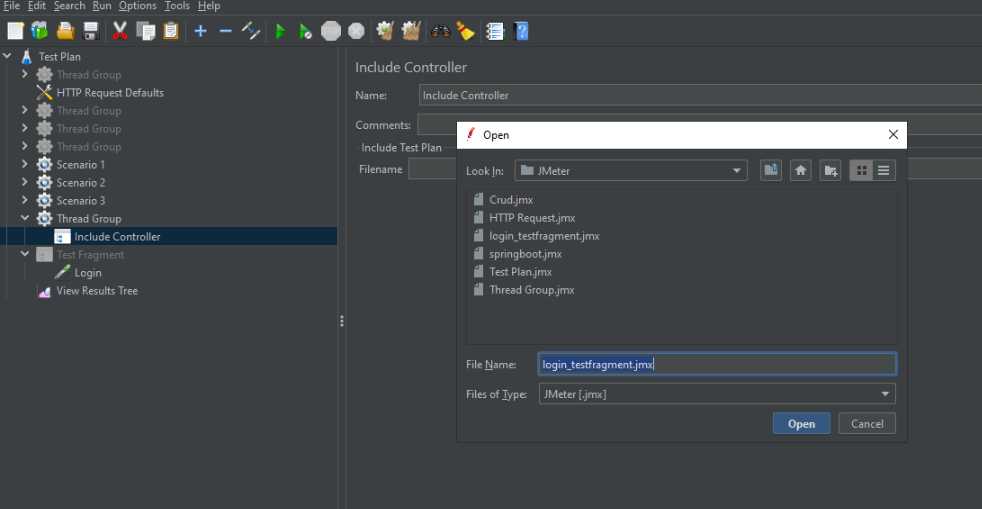 File Edit Search Run Options Tools Help
Test Plan
Thread Group
HTTP Request Defaults
Thread Group
Thread Group
Thread Group
Scenario 1
Scenario 2
Scenario 3
Thread Group
Include Controller
Test Fragment
Login
View Results Tree
Include Controller
Name: Include Controller
Comments:
Include Test Plan
Filename
Open
Look In: JMeter
Crud.jmx
HTTP Request.jmx
login_testfragment.jmx
springboot.jmx
Test Plan.jmx
Thread Group.jmx
File Name: login_testfragment.jmx
Files of Type: JMeter [.jmx]
Open Cancel